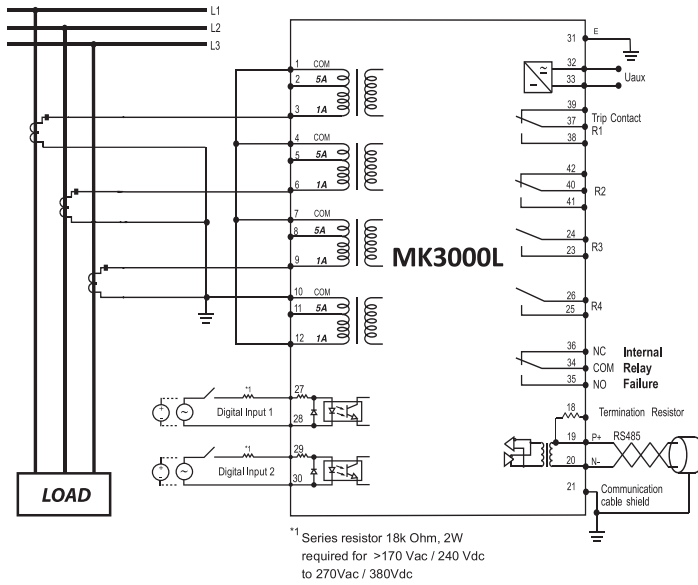 L1
L2
L3
31 E
32
33
Uaux
1 COM
2 5A
3 1A
4 COM
5 5A
6 1A
7 COM
8 5A
9 1A
10 COM
11 5A
12 1A
MK3000L
39
37
38
Trip Contact
R1
42
40
41
R2
24
23
R3
26
25
R4
36 NC Internal
34 COM Relay
35 NO Failure
18 Termination Resistor
19 P+ RS485
20 N–
21 Communication
cable shield
*1
27
Digital Input 1
28
*1
29
Digital Input 2
30
LOAD
*1 Series resistor 18k Ohm, 2W
required for >170 Vac / 240 Vdc
to 270Vac / 380Vdc